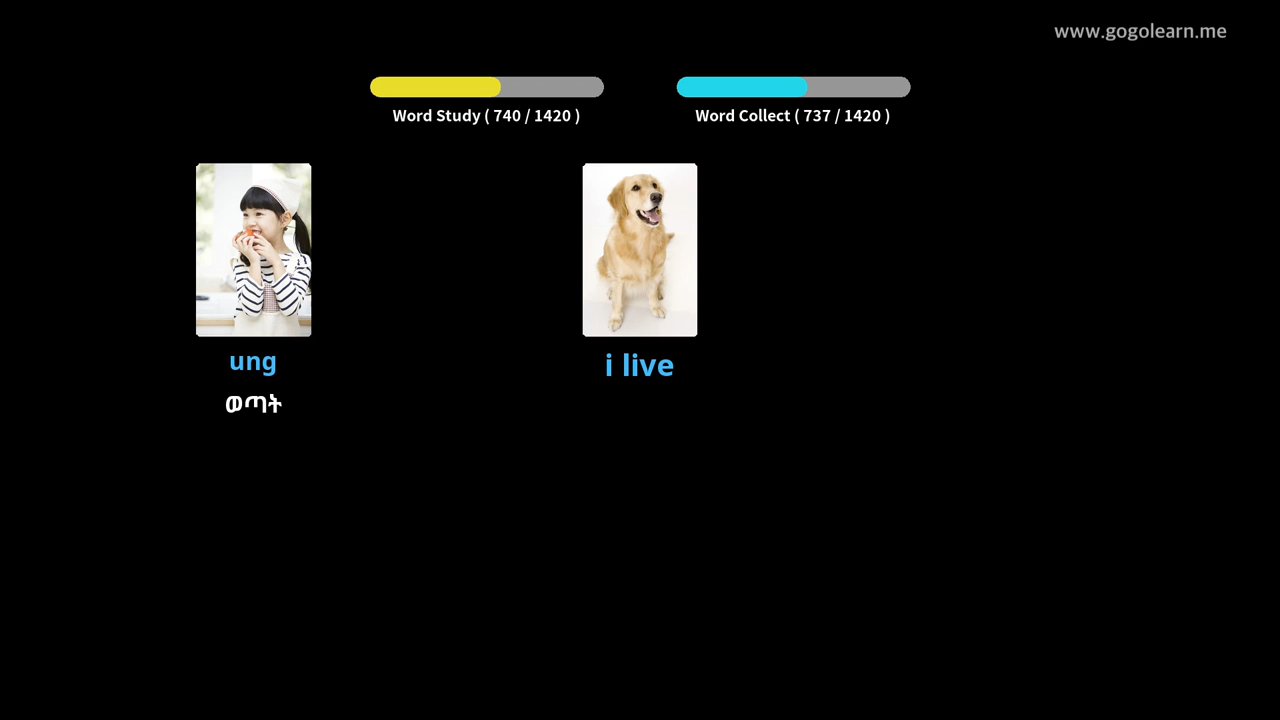 www.gogolearn.me
Word Study ( 740 / 1420 )
Word Collect ( 737 / 1420 )
ung
ወጣት
i live